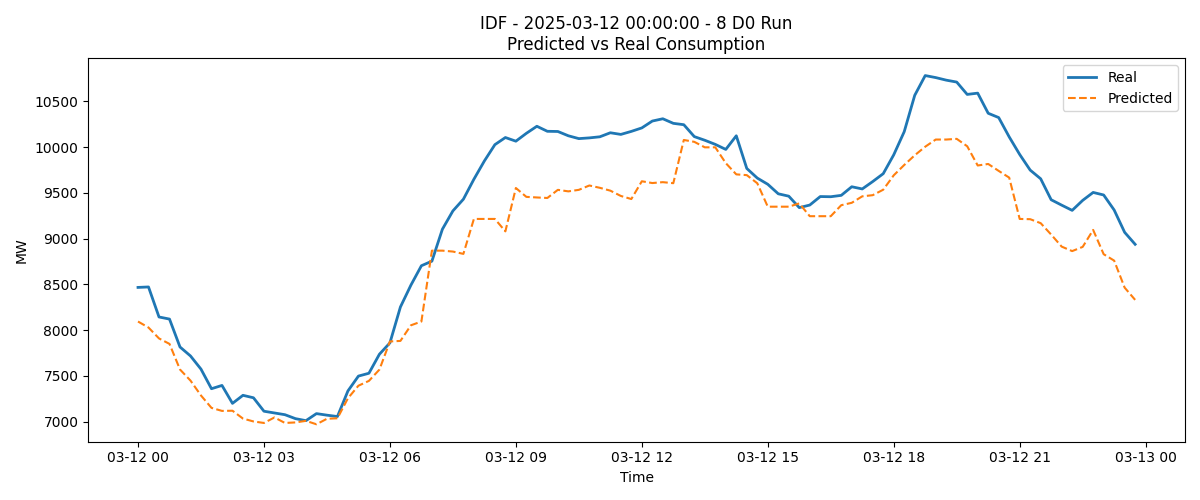 IDF - 2025-03-12 00:00:00 - 8 D0 Run
Predicted vs Real Consumption
Real
Predicted
MW
10500
10000
9500
9000
8500
8000
7500
7000
03-12 00
03-12 03
03-12 06
03-12 09
03-12 12
03-12 15
03-12 18
03-12 21
03-13 00
Time